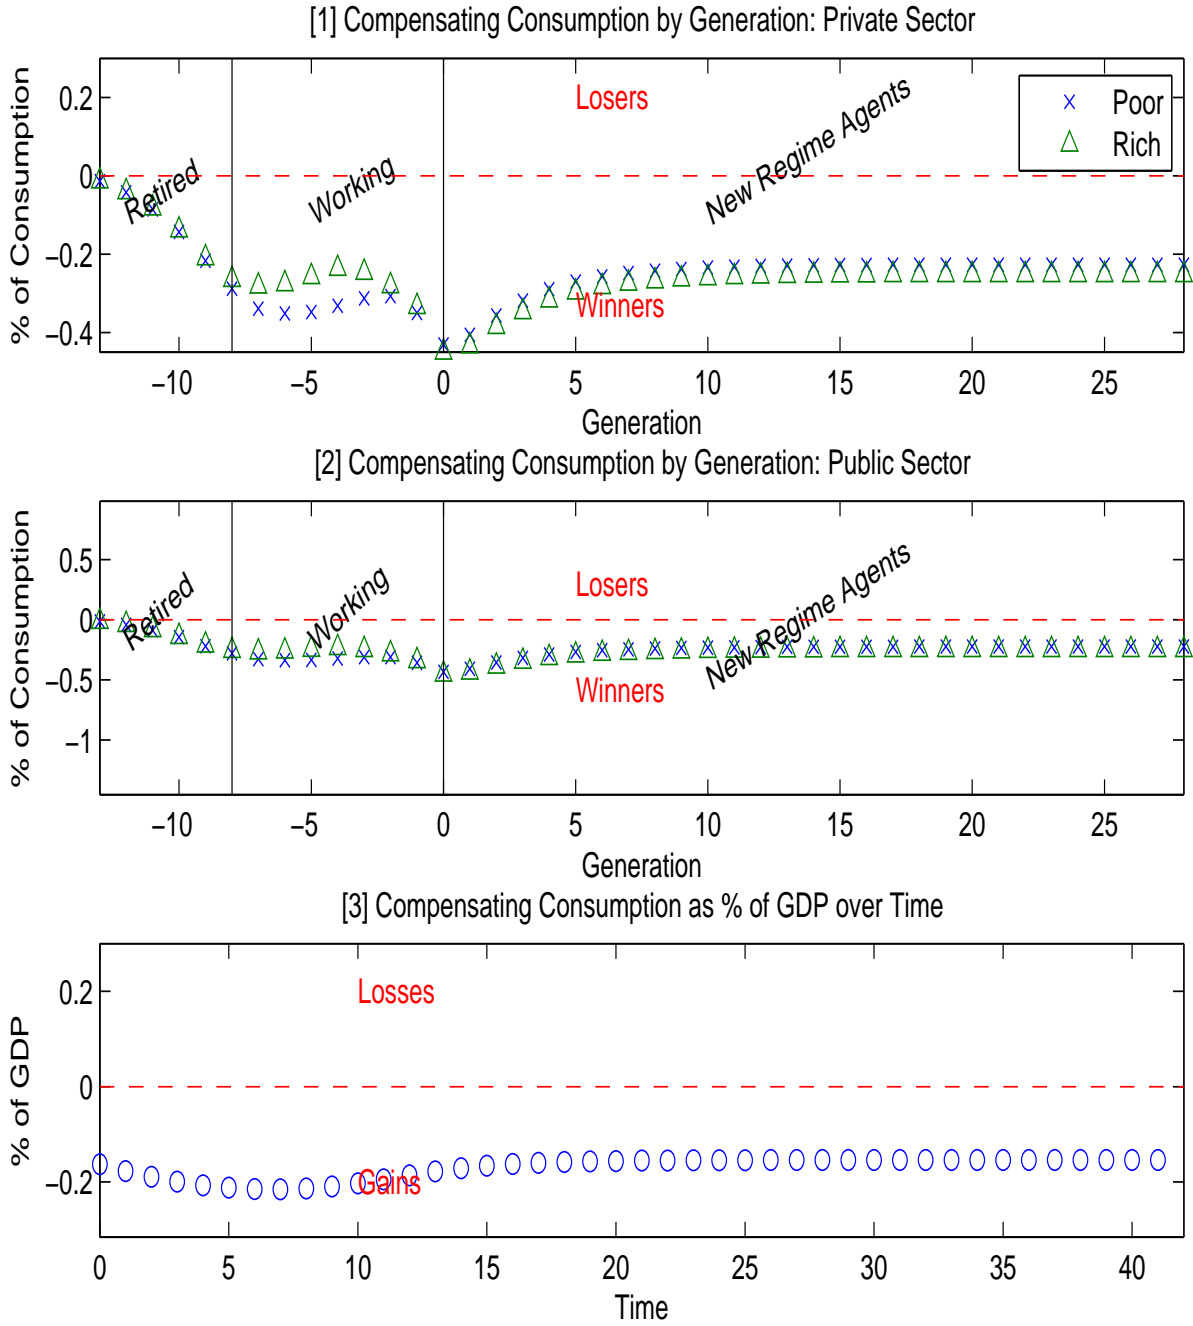 [1] Compensating Consumption by Generation: Private Sector
% of Consumption
0.2
0
−0.2
−0.4
Losers
Winners
Retired
Working
New Regime Agents
Poor
Rich
−10 −5 0 5 10 15 20 25
Generation
[2] Compensating Consumption by Generation: Public Sector
% of Consumption
0.5
0
−0.5
−1
Losers
Winners
Retired
Working
New Regime Agents
−10 −5 0 5 10 15 20 25
Generation
[3] Compensating Consumption as % of GDP over Time
% of GDP
0.2
0
−0.2
Losses
Gains
0 5 10 15 20 25 30 35 40
Time